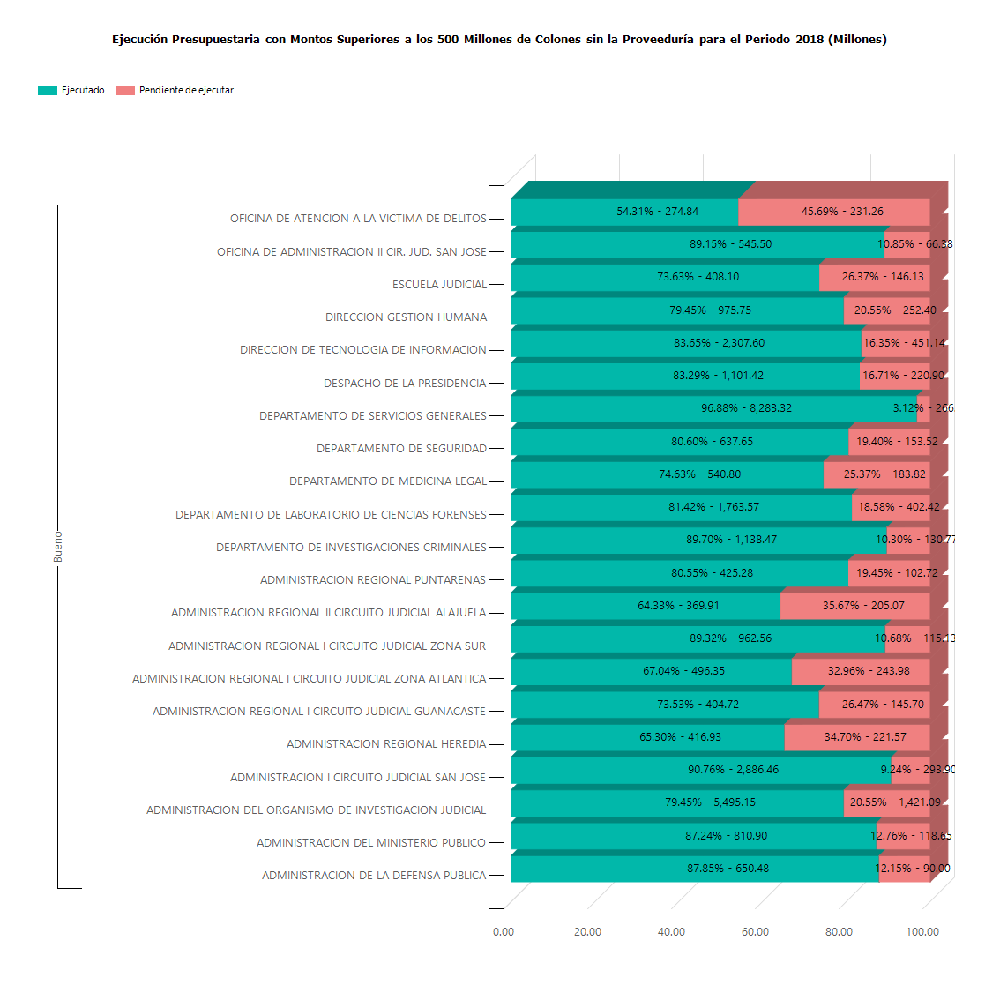 Ejecución Presupuestaria con Montos Superiores a los 500 Millones de Colones sin la Proveeduría para el Periodo 2018 (Millones)
Ejecutado Pendiente de ejecutar
OFICINA DE ATENCION A LA VICTIMA DE DELITOS 54.31% - 274.84 45.69% - 231.26
OFICINA DE ADMINISTRACION II CIR. JUD. SAN JOSE 89.15% - 545.50 10.85% - 66.38
ESCUELA JUDICIAL 73.63% - 408.10 26.37% - 146.13
DIRECCION GESTION HUMANA 79.45% - 975.75 20.55% - 252.40
DIRECCION DE TECNOLOGIA DE INFORMACION 83.65% - 2,307.60 16.35% - 451.14
DESPACHO DE LA PRESIDENCIA 83.29% - 1,101.42 16.71% - 220.90
DEPARTAMENTO DE SERVICIOS GENERALES 96.88% - 8,283.32 3.12% - 266.
DEPARTAMENTO DE SEGURIDAD 80.60% - 637.65 19.40% - 153.52
DEPARTAMENTO DE MEDICINA LEGAL 74.63% - 540.80 25.37% - 183.82
DEPARTAMENTO DE LABORATORIO DE CIENCIAS FORENSES 81.42% - 1,763.57 18.58% - 402.42
DEPARTAMENTO DE INVESTIGACIONES CRIMINALES 89.70% - 1,138.47 10.30% - 130.77
ADMINISTRACION REGIONAL PUNTARENAS 80.55% - 425.28 19.45% - 102.72
ADMINISTRACION REGIONAL II CIRCUITO JUDICIAL ALAJUELA 64.33% - 369.91 35.67% - 205.07
ADMINISTRACION REGIONAL I CIRCUITO JUDICIAL ZONA SUR 89.32% - 962.56 10.68% - 115.13
ADMINISTRACION REGIONAL I CIRCUITO JUDICIAL ZONA ATLANTICA 67.04% - 496.35 32.96% - 243.98
ADMINISTRACION REGIONAL I CIRCUITO JUDICIAL GUANACASTE 73.53% - 404.72 26.47% - 145.70
ADMINISTRACION REGIONAL HEREDIA 65.30% - 416.93 34.70% - 221.57
ADMINISTRACION I CIRCUITO JUDICIAL SAN JOSE 90.76% - 2,886.46 9.24% - 293.90
ADMINISTRACION DEL ORGANISMO DE INVESTIGACION JUDICIAL 79.45% - 5,495.15 20.55% - 1,421.09
ADMINISTRACION DEL MINISTERIO PUBLICO 87.24% - 810.90 12.76% - 118.65
ADMINISTRACION DE LA DEFENSA PUBLICA 87.85% - 650.48 12.15% - 90.00
Bueno
0.00 20.00 40.00 60.00 80.00 100.00